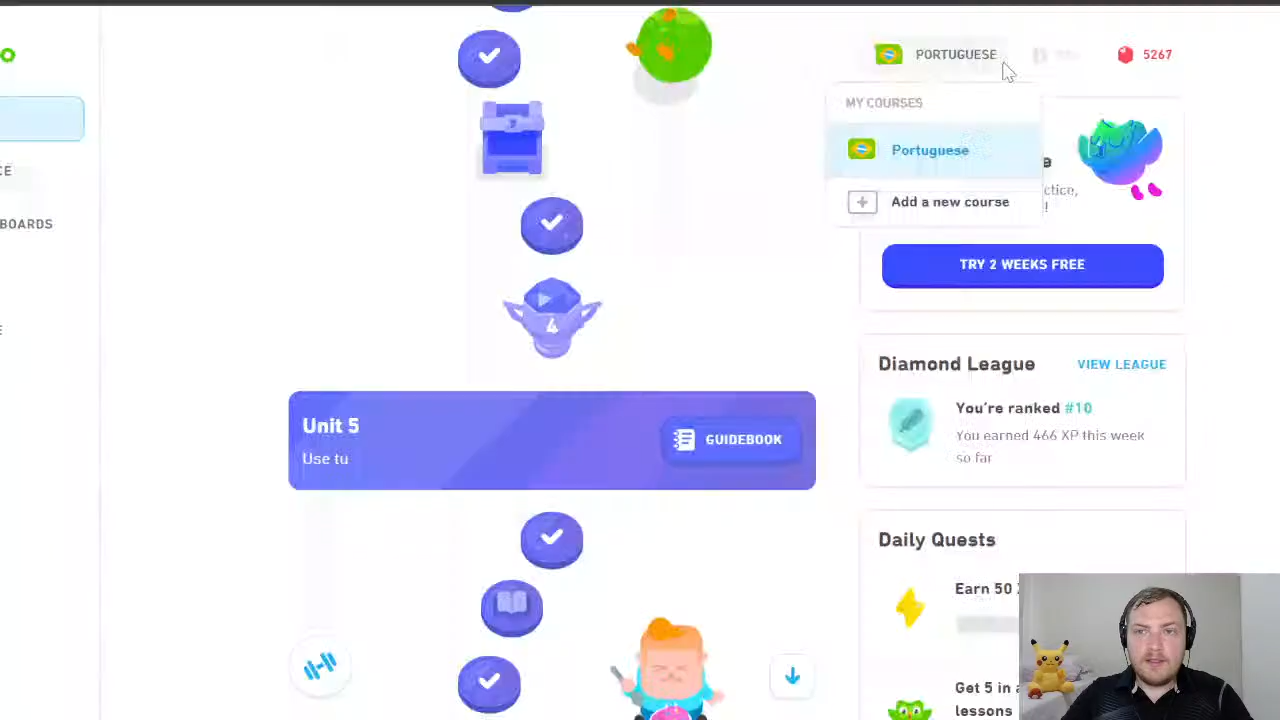 PORTUGUESE
5267
MY COURSES
Portuguese
Add a new course
CE
BOARDS
E
ctice,
!
TRY 2 WEEKS FREE
4
Diamond League
VIEW LEAGUE
You're ranked #10
You earned 466 XP this week
so far
Unit 5
Use tu
GUIDEBOOK
Daily Quests
Earn 50
Get 5 in a
lessons